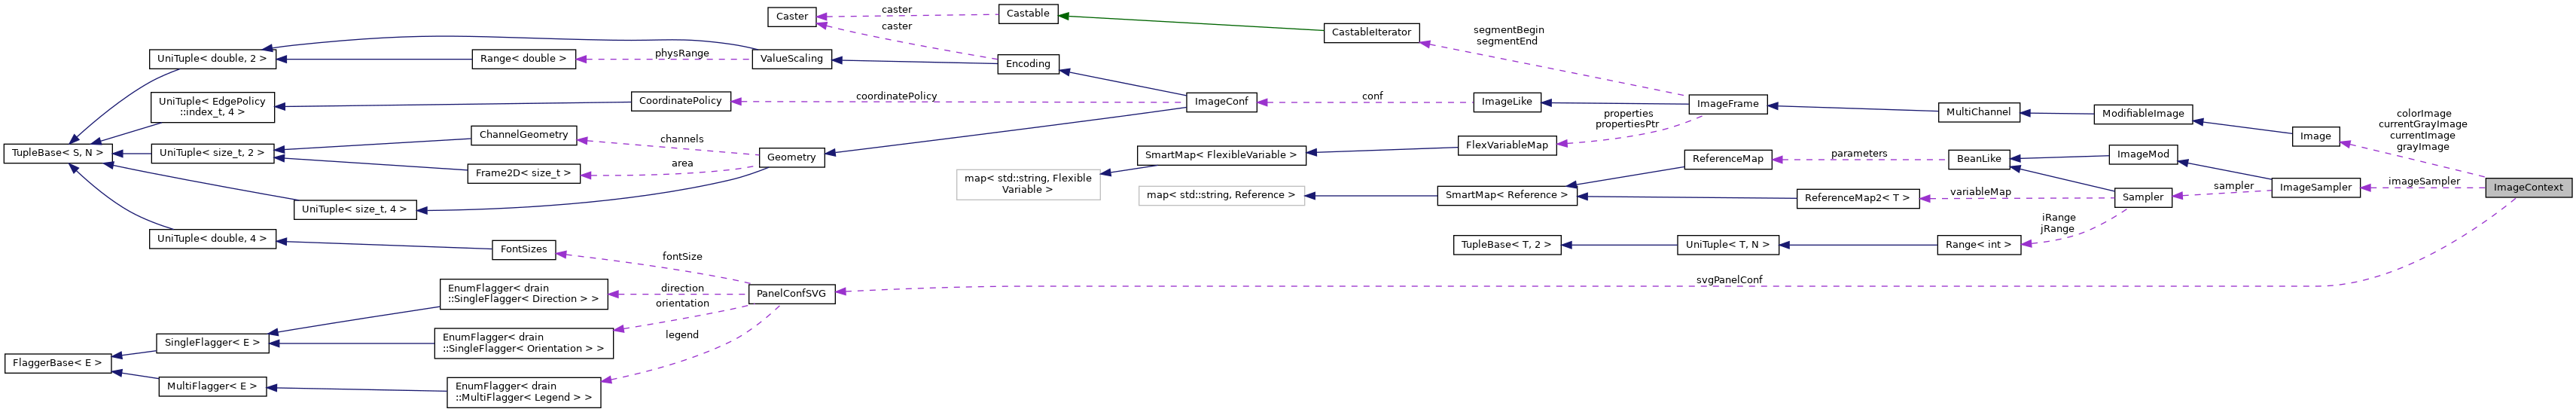 Caster
caster
caster
Castable
CastableIterator
segmentBegin
segmentEnd
UniTuple< double, 2 >
Range< double >
physRange
ValueScaling
Encoding
UniTuple< EdgePolicy
::index_t, 4 >
CoordinatePolicy
coordinatePolicy
ImageConf
conf
ImageLike
ImageFrame
MultiChannel
ModifiableImage
Image
colorImage
currentGrayImage
currentImage
grayImage
properties
propertiesPtr
TupleBase< S, N >
UniTuple< size_t, 2 >
ChannelGeometry
channels
Frame2D< size_t >
area
Geometry
SmartMap< FlexibleVariable >
FlexVariableMap
map< std::string, Flexible
Variable >
ReferenceMap
parameters
BeanLike
ImageMod
map< std::string, Reference >
SmartMap< Reference >
ReferenceMap2< T >
variableMap
Sampler
sampler
ImageSampler
imageSampler
ImageContext
UniTuple< size_t, 4 >
iRange
jRange
UniTuple< double, 4 >
FontSizes
fontSize
TupleBase< T, 2 >
UniTuple< T, N >
Range< int >
EnumFlagger< drain
::SingleFlagger< Direction > >
direction
orientation
PanelConfSVG
svgPanelConf
SingleFlagger< E >
EnumFlagger< drain
::SingleFlagger< Orientation > >
legend
FlaggerBase< E >
MultiFlagger< E >
EnumFlagger< drain
::MultiFlagger< Legend > >